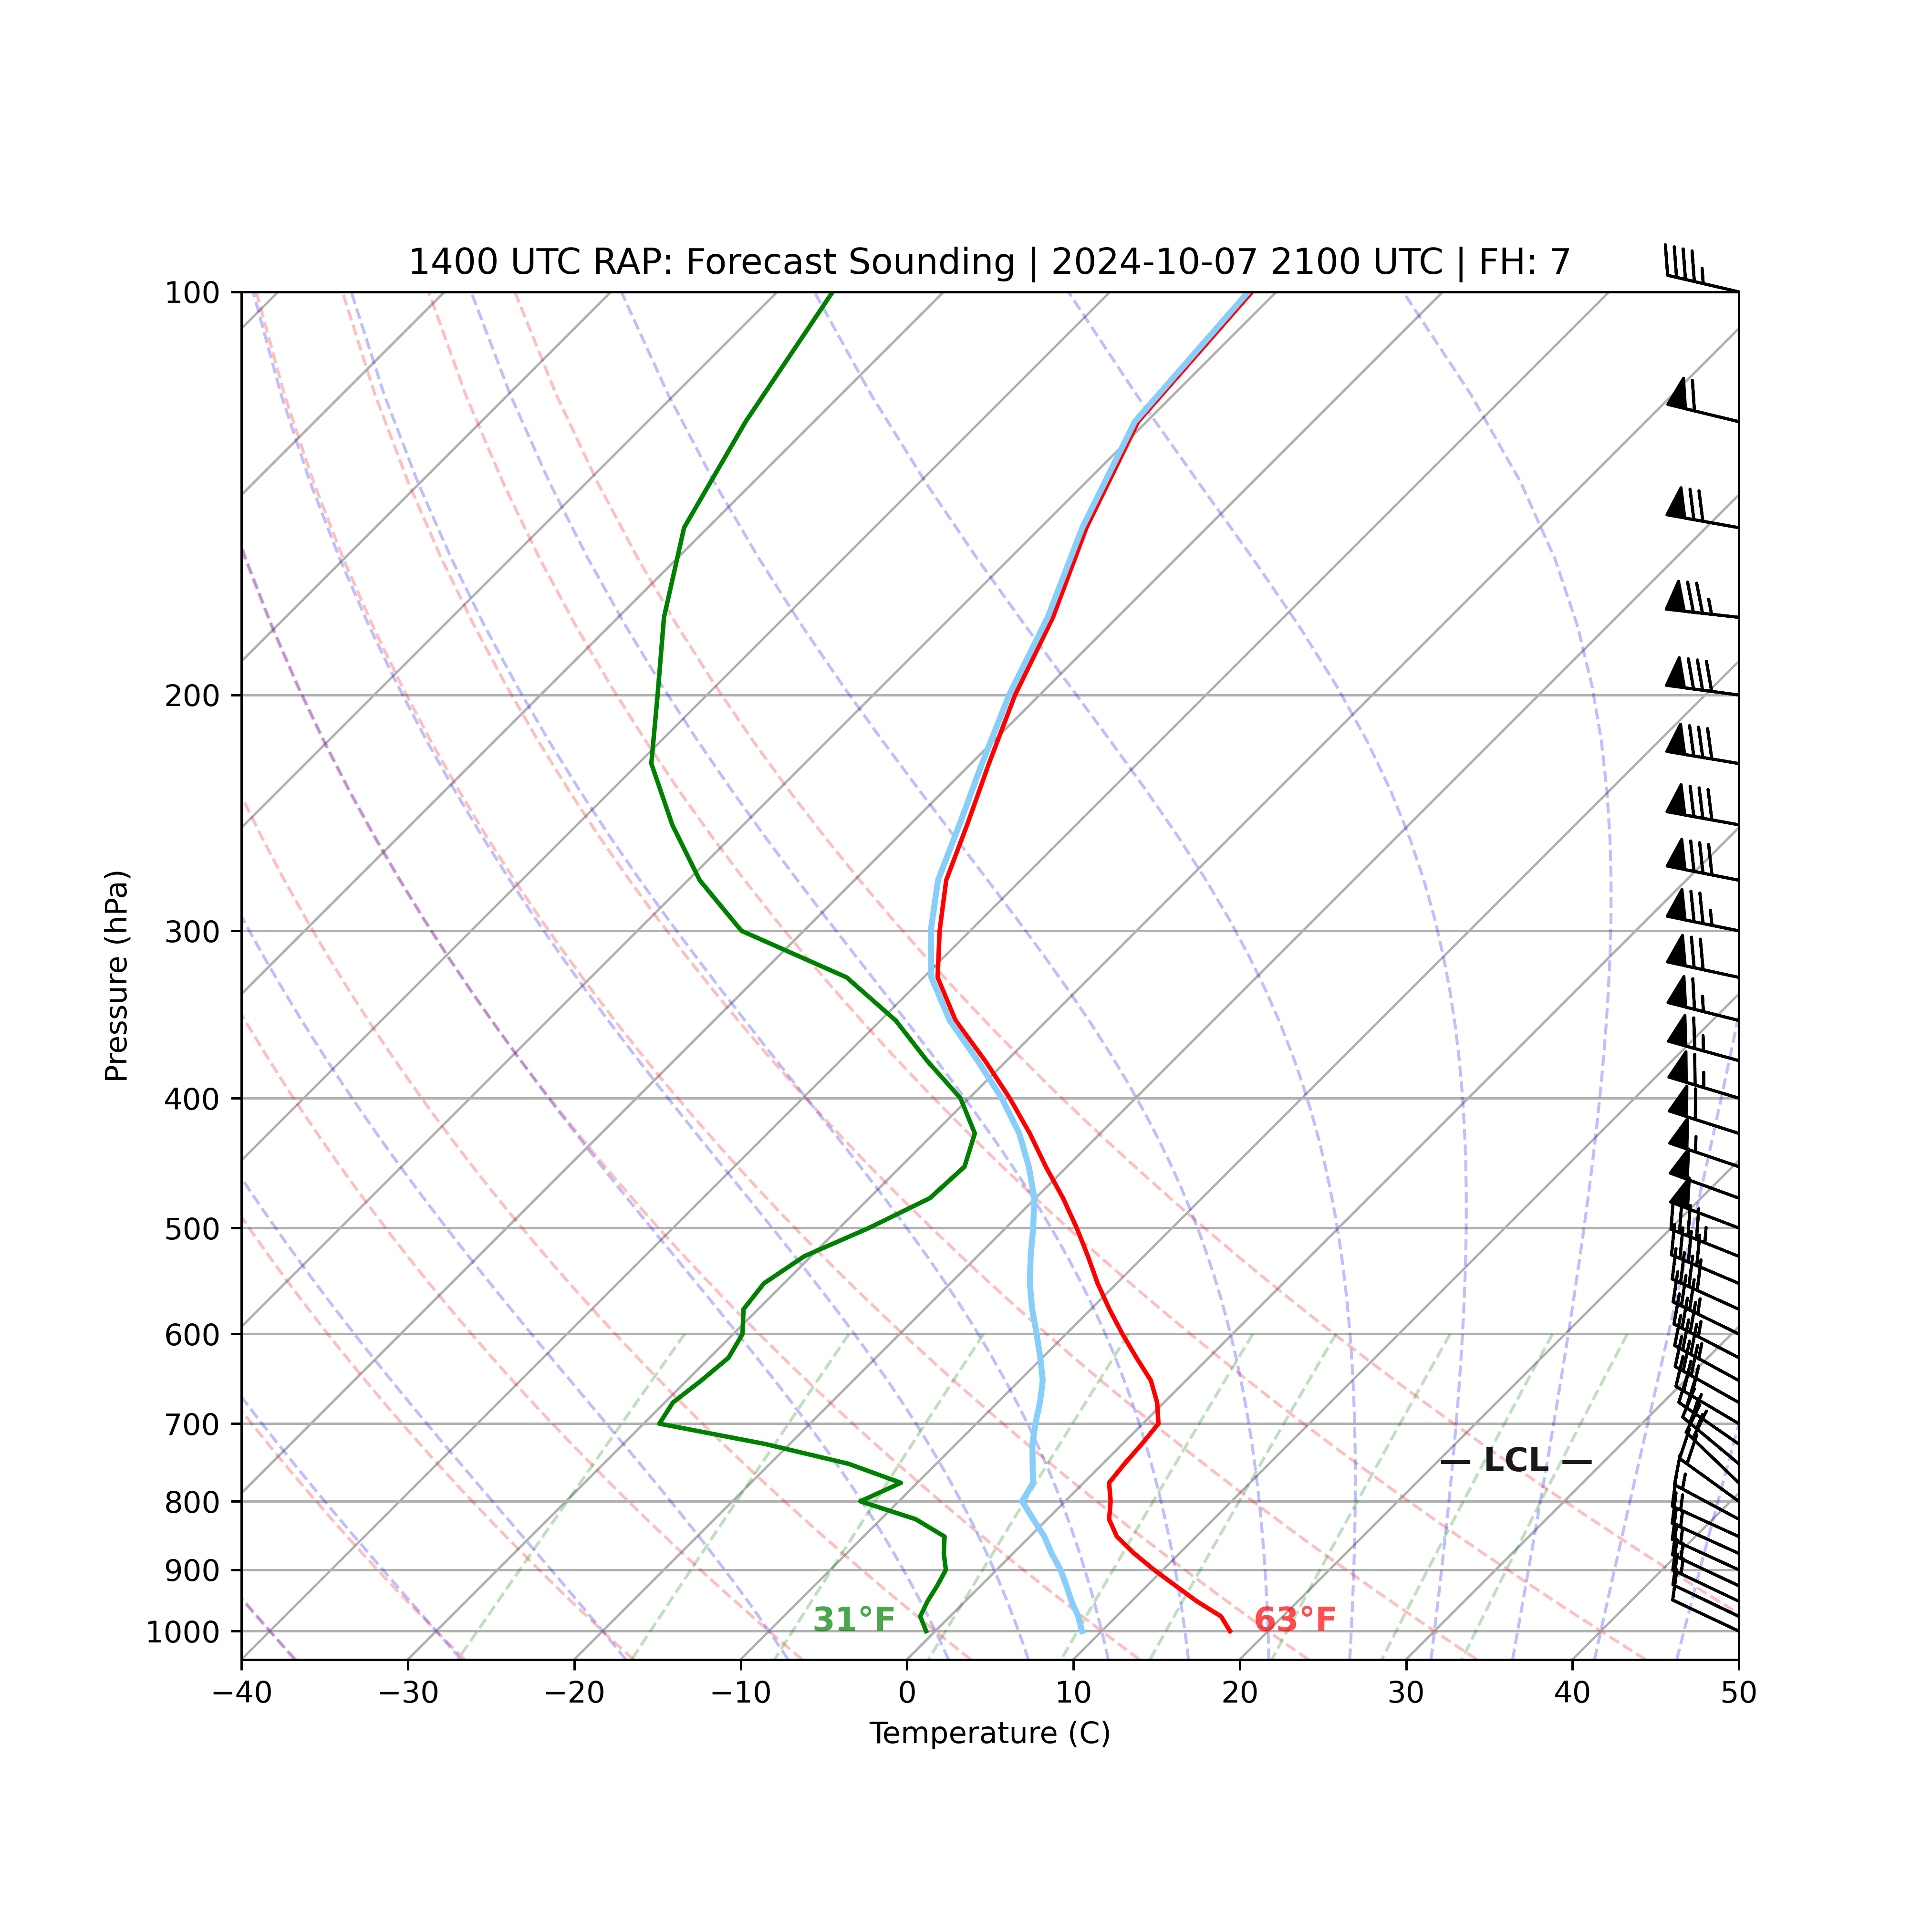 1400 UTC RAP: Forecast Sounding | 2024-10-07 2100 UTC | FH: 7
100
200
300
400
500
600
700
800
900
1000
Pressure (hPa)
— LCL —
31°F
63°F
−40 −30 −20 −10 0 10 20 30 40 50
Temperature (C)